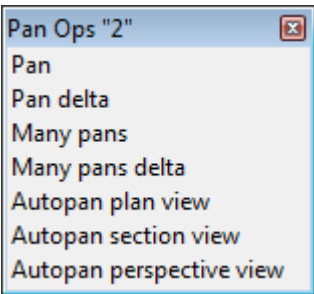 Pan Ops "2"
Pan
Pan delta
Many pans
Many pans delta
Autopan plan view
Autopan section view
Autopan perspective view